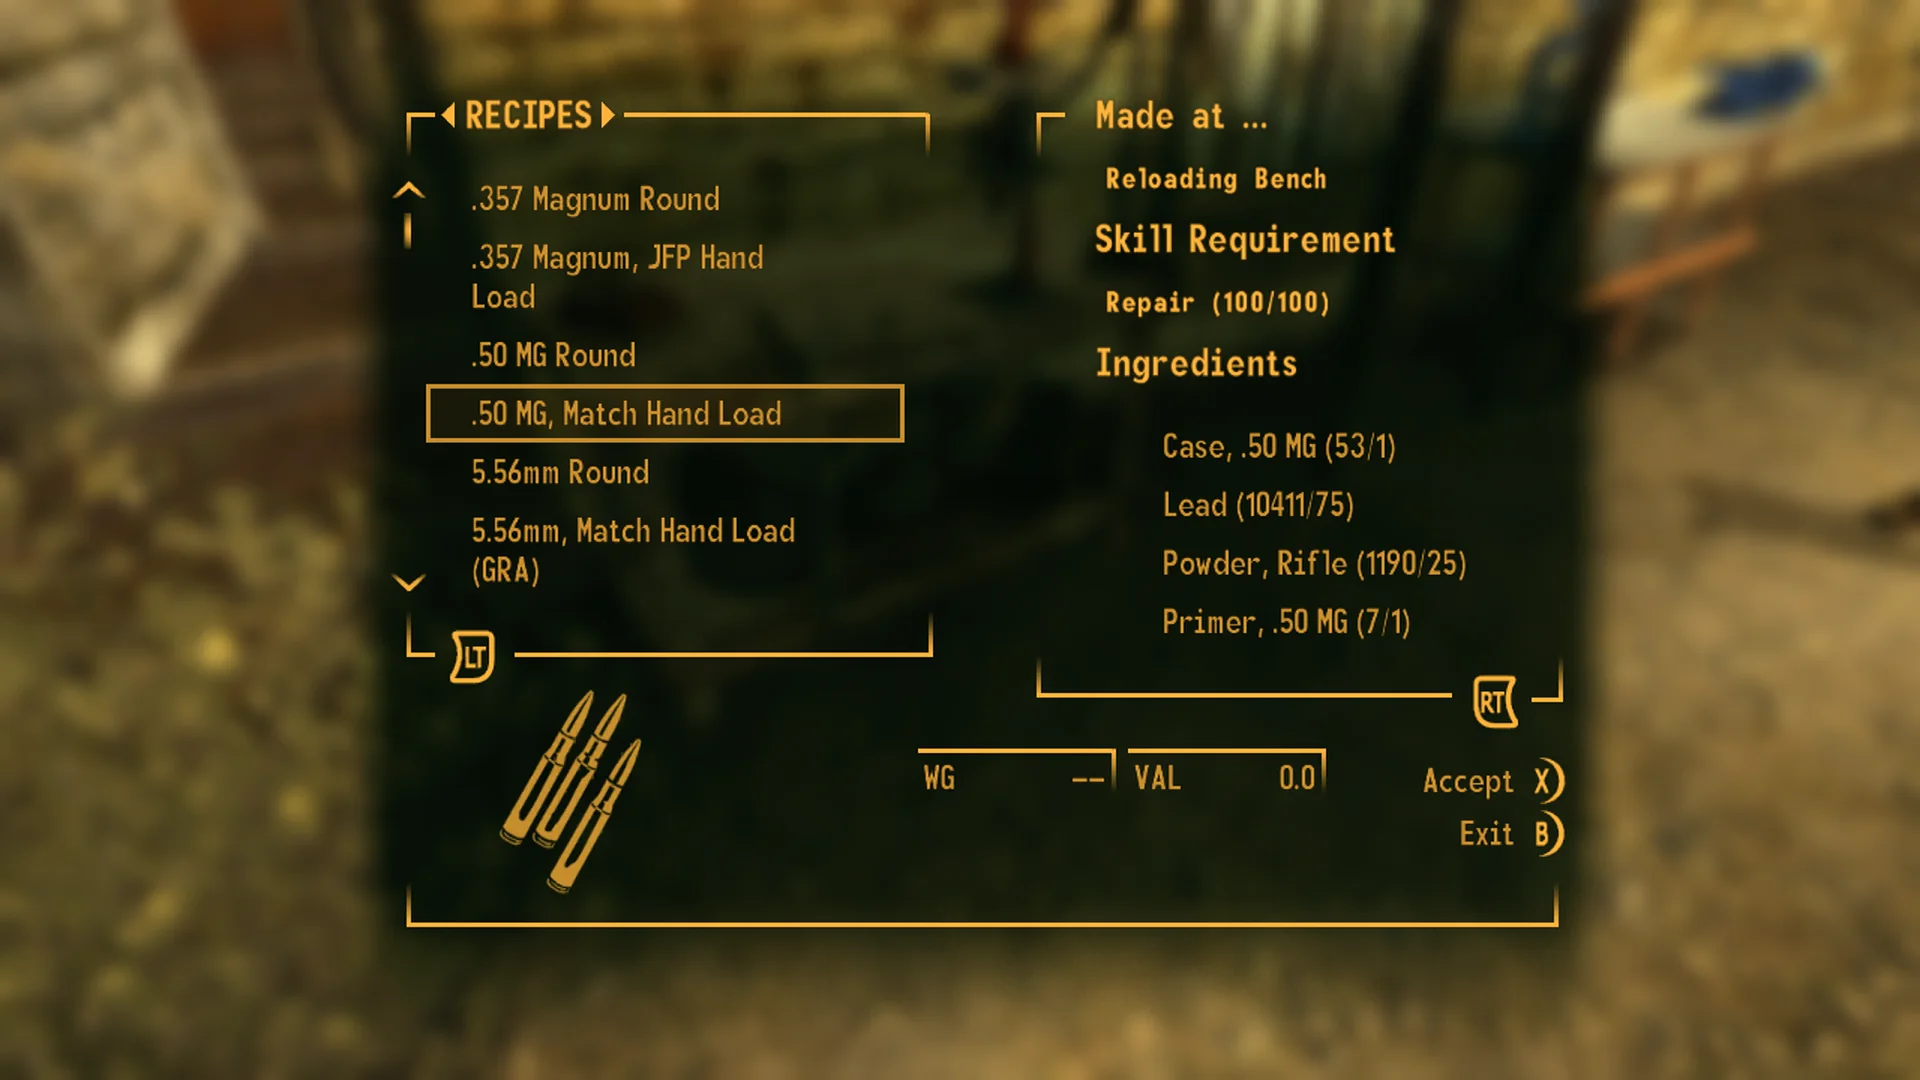 RECIPES
.357 Magnum Round
.357 Magnum, JFP Hand
Load
.50 MG Round
.50 MG, Match Hand Load
5.56mm Round
5.56mm, Match Hand Load
(GRA)
LT
Made at ...
Reloading Bench
Skill Requirement
Repair (100/100)
Ingredients
Case, .50 MG (53/1)
Lead (10411/75)
Powder, Rifle (1190/25)
Primer, .50 MG (7/1)
RT
WG --
VAL 0.0
Accept X)
Exit B)